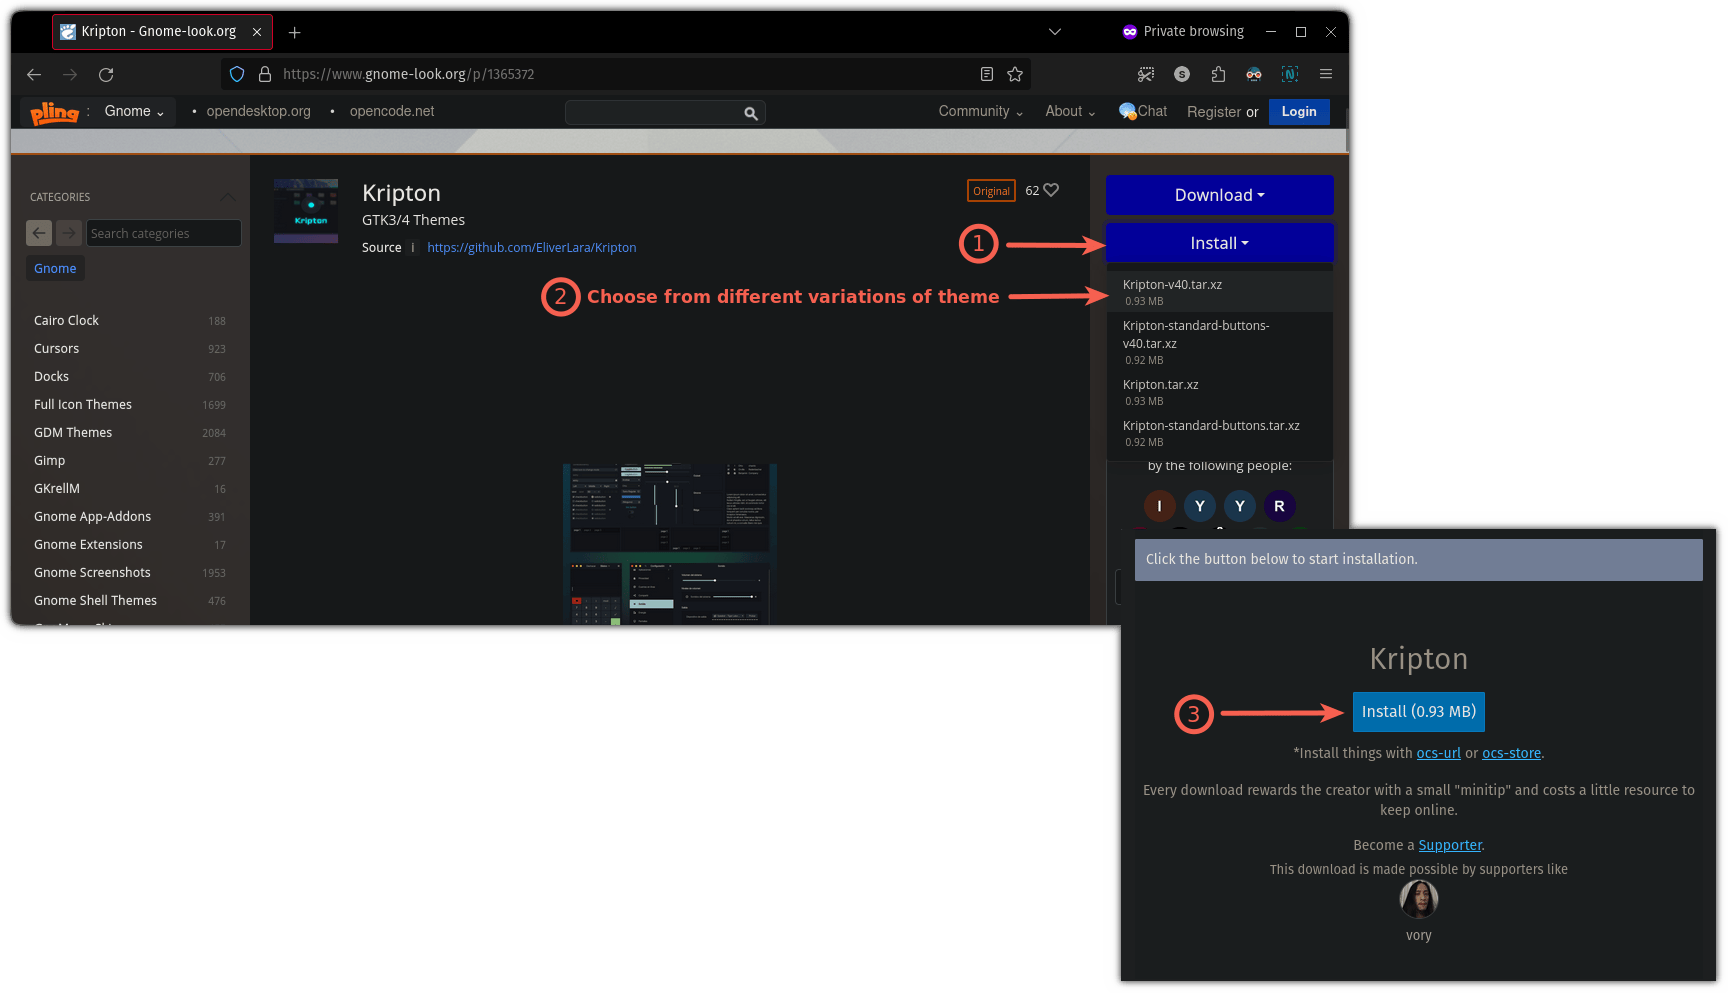 Kripton - Gnome-look.org
Private browsing
https://www.gnome-look.org/p/1365372
pling : Gnome • opendesktop.org • opencode.net
Community About Chat Register or Login
CATEGORIES
Search categories
Gnome
Cairo Clock 188
Cursors 923
Docks 706
Full Icon Themes 1699
GDM Themes 2084
Gimp 277
GKrellM 16
Gnome App-Addons 391
Gnome Extensions 17
Gnome Screenshots 1953
Gnome Shell Themes 476
Kripton
Kripton
GTK3/4 Themes
Source i https://github.com/EliverLara/Kripton
Original 62
1
2 Choose from different variations of theme
Download
Install
Kripton-v40.tar.xz
0.93 MB
Kripton-standard-buttons-
v40.tar.xz
0.92 MB
Kripton.tar.xz
0.93 MB
Kripton-standard-buttons.tar.xz
0.92 MB
by the following people:
I Y Y R
Click the button below to start installation.
Kripton
3
Install (0.93 MB)
*Install things with ocs-url or ocs-store.
Every download rewards the creator with a small "minitip" and costs a little resource to
keep online.
Become a Supporter.
This download is made possible by supporters like
vory